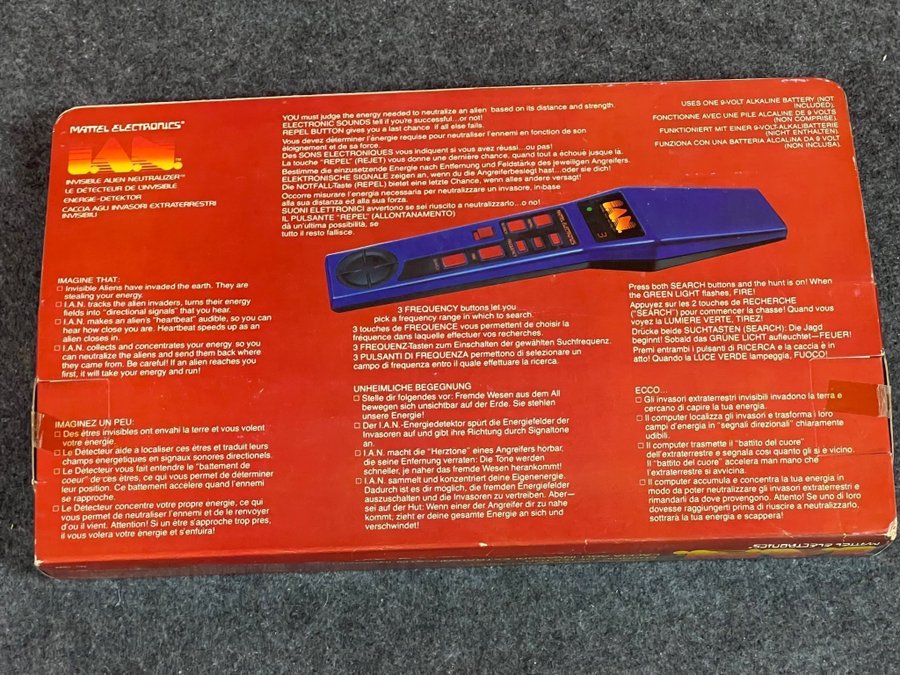 MATTEL ELECTRONICS®
I.A.N.™
INVISIBLE ALIEN NEUTRALIZER™
LE DÉTECTEUR DE L'INVISIBLE
ENERGIE-DETEKTOR
CACCIA AGLI INVASORI EXTRATERRESTRI
INVISIBILI
YOU must judge the energy needed to neutralize an alien based on its distance and strength.
ELECTRONIC SOUNDS tell if you're successful...or not!
REPEL BUTTON gives you a last chance if all else fails.
Vous devez déterminer l'énergie requise pour neutraliser l'ennemi en fonction de son
éloignement et de sa force.
Des SONS ELECTRONIQUES vous indiquent si vous avez réussi...ou pas!
La touche "REPEL" (REJET) vous donne une dernière chance, quand tout a échoué jusque là.
Bestimme die einzusetzende Energie nach Entfernung und Feldstärke des jeweiligen Angreifers.
ELEKTRONISCHE SIGNALE zeigen an, wenn du die Angreifer besiegt hast...oder sie dich!
Die NOTFALL-Taste (REPEL) bietet eine letzte Chance, wenn alles andere versagt!
Occorre misurare l'energia necessaria per neutralizzare un invasore, in base
alla sua distanza ed alla sua forza.
SUONI ELETTRONICI avvertono se sei riuscito a neutralizzarlo...o no!
IL PULSANTE "REPEL" (ALLONTANAMENTO)
dà un'ultima possibilità, se
tutto il resto fallisce.
USES ONE 9-VOLT ALKALINE BATTERY (NOT
INCLUDED).
FONCTIONNE AVEC UNE PILE ALCALINE DE 9 VOLTS
(NON COMPRISE).
FUNKTIONIERT MIT EINER 9-VOLT-ALKALIBATTERIE
(NICHT ENTHALTEN).
FUNZIONA CON UNA BATTERIA ALCALINA DA 9 VOLT
(NON INCLUSA).
I.A.N.
3
IMAGINE THAT:
□ Invisible Aliens have invaded the earth. They are
stealing your energy.
□ I.A.N. tracks the alien invaders, turns their energy
fields into "directional signals" that you hear.
□ I.A.N. makes an alien's "heartbeat" audible, so you can
hear how close you are. Heartbeat speeds up as an
alien closes in.
□ I.A.N. collects and concentrates your energy so you
can neutralize the aliens and send them back where
they came from. Be careful! If an alien reaches you
first, it will take your energy and run!
3 FREQUENCY buttons let you
pick a frequency range in which to search.
3 touches de FREQUENCE vous permettent de choisir la
fréquence dans laquelle effectuer vos recherches.
3 FREQUENZ-Tasten zum Einschalten der gewählten Suchfrequenz.
3 PULSANTI DI FREQUENZA permettono di selezionare un
campo di frequenza entro il quale effettuare la ricerca.
Press both SEARCH buttons and the hunt is on! When
the GREEN LIGHT flashes, FIRE!
Appuyez sur les 2 touches de RECHERCHE
("SEARCH") pour commencer la chasse! Quand vous
voyez la LUMIERE VERTE, TIREZ!
Drücke beide SUCHTASTEN (SEARCH): Die Jagd
beginnt! Sobald das GRÜNE LICHT aufleuchtet—FEUER!
Premi entrambi i pulsanti di RICERCA e la caccia è in
atto! Quando la LUCE VERDE lampeggia, FUOCO!
IMAGINEZ UN PEU:
□ Des êtres invisibles ont envahi la terre et vous volent
votre énergie.
□ Le Détecteur aide a localiser ces êtres et traduit leurs
champs energétiques en signaux sonores directionels.
□ Le Détecteur vous fait entendre le "battement de
coeur" de ces êtres, ce qui vous permet de déterminer
leur position. Ce battement accélère quand l'ennemi
se rapproche.
□ Le Détecteur concentre votre propre energie, ce qui
vous permet de neutraliser l'ennemi et de le renvoyer
d'ou il vient. Attention! Si un être s'approche trop pres,
il vous volera votre énergie et s'enfuira!
UNHEIMLICHE BEGEGNUNG
□ Stelle dir folgendes vor: Fremde Wesen aus dem All
bewegen sich unsichtbar auf der Erde. Sie stehlen
unsere Energie!
□ Der I.A.N.-Energiedetektor spürt die Energiefelder der
Invasoren auf und gibt ihre Richtung durch Signaltone
an.
□ I.A.N. macht die "Herztone" eines Angreifers horbar,
die seine Enfernung verraten: Die Tone werden
schneller, je naher das fremde Wesen herankommt!
□ I.A.N. sammelt und konzentriert deine Eigenenergie.
Dadurch ist es dir möglich, die fremden Energiefelder
auszuschalten und die Invasoren zu vertreiben. Aber—
sei auf der Hut: Wenn einer der Angreifer dir zu nahe
kommt, zieht er deine gesamte Energie an sich und
verschwindet!
ECCO...
□ Gli invasori extraterrestri invisibili invadono la terra e
cercano di capire la tua energia.
□ Il computer localizza gli invasori e trasforma i loro
campi d'energia in "segnali direzionali" chiaramente
udibili.
□ Il computer trasmette il "battito del cuore"
dell'extraterrestre e segnala cosi quanto gli si e vicino.
Il "battito del cuore" accelera man mano che
l'extraterrestre si avvicina.
□ Il computer accumula e concentra la tua energia in
modo da poter neutralizzare gli invasori extraterrestri e
rimandarli da dove provengono. Attento! Se uno di loro
dovesse raggiungerti prima di riuscire a neutralizzarlo,
sottrarà la tua energia e scappera!
MATTEL ELECTRONICS®